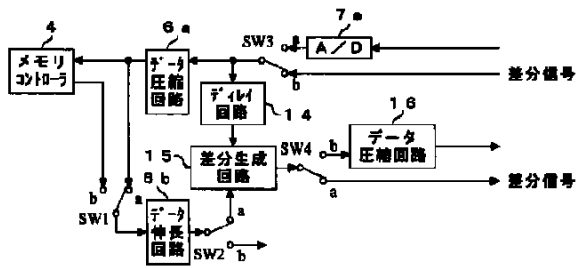 4
メモリ
コントローラ
6a
データ
圧縮
回路
SW3
a
b
7a
A/D
差分信号
ディレイ
回路
14
15
差分生成
回路
SW4
b
a
16
データ
圧縮回路
差分信号
b
a
SW1
6b
データ
伸長
回路
a
SW2
b